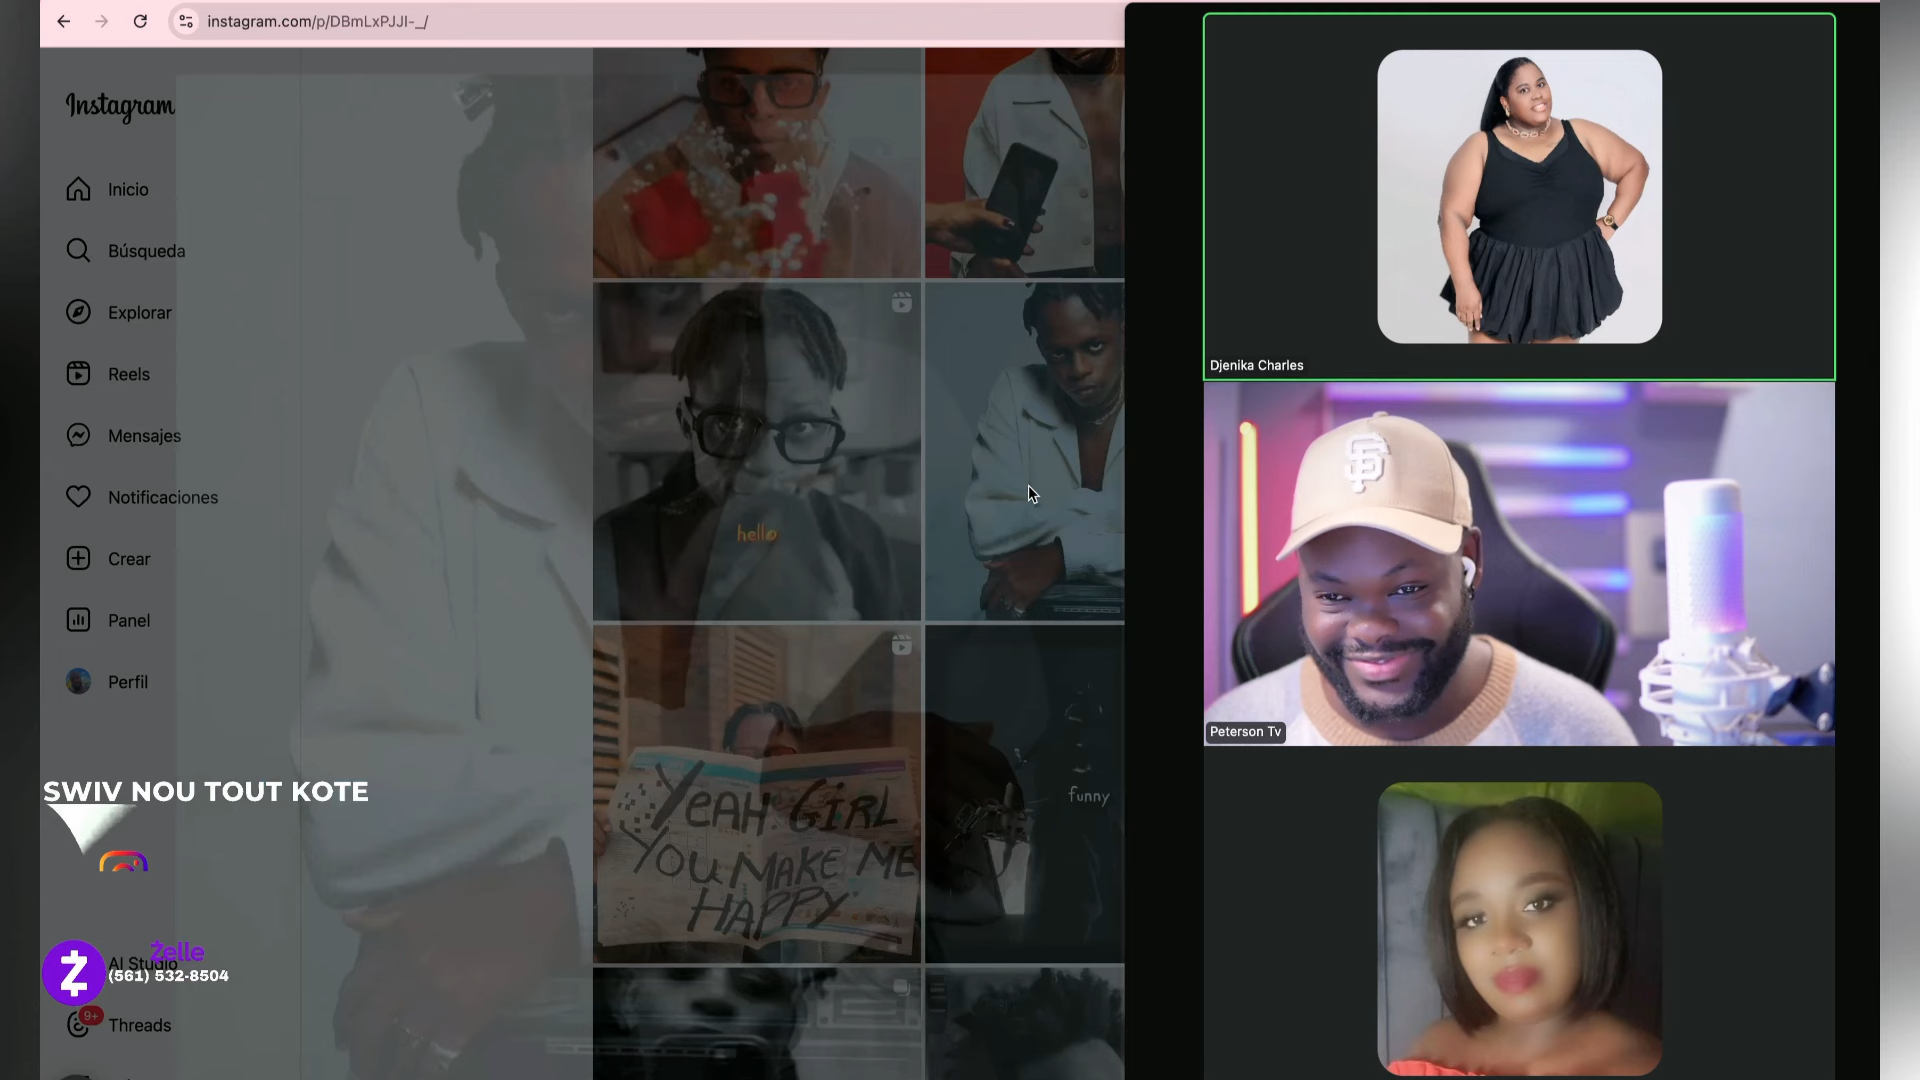 instagram.com/p/DBmLxPJJI-_/
Instagram
Inicio
Búsqueda
Explorar
Reels
Mensajes
Notificaciones
Crear
Panel
Perfil
SWIV NOU TOUT KOTE
Zelle
AI Studio
(561) 532-8504
9+
Threads
hello
YEAH GIRL
YOU MAKE ME
HAPPY
funny
Djenika Charles
SF
Peterson Tv